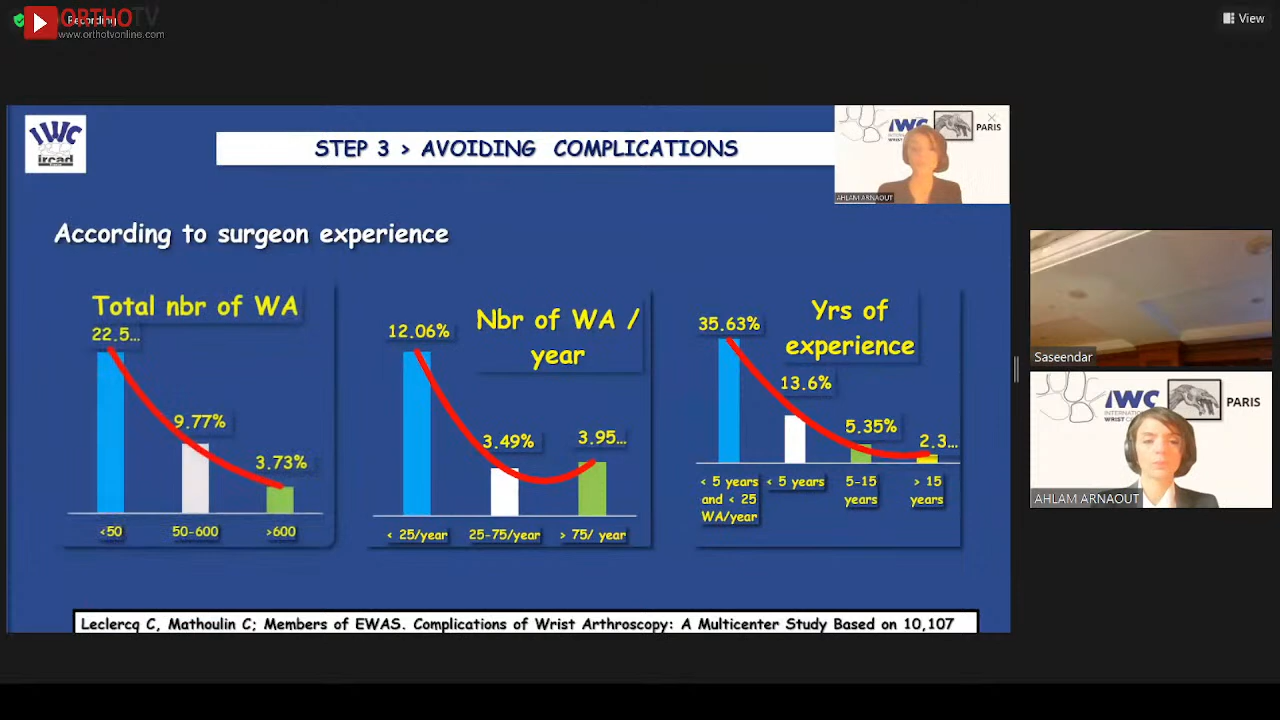 Recording
ORTHOTV
www.orthotvonline.com
View
IWC
ircad
STEP 3 > AVOIDING COMPLICATIONS
IWC
PARIS
AHLAM ARNAOUT
According to surgeon experience
Total nbr of WA
22.5...
9.77%
3.73%
<50
50-600
>600
12.06%
Nbr of WA /
year
3.49%
3.95...
< 25/year
25-75/year
> 75/ year
35.63%
Yrs of
experience
13.6%
5.35%
2.3...
< 5 years
and < 25
WA/year
< 5 years
5-15
years
> 15
years
Leclercq C, Mathoulin C; Members of EWAS. Complications of Wrist Arthroscopy: A Multicenter Study Based on 10,107
Saseendar
IWC
PARIS
AHLAM ARNAOUT